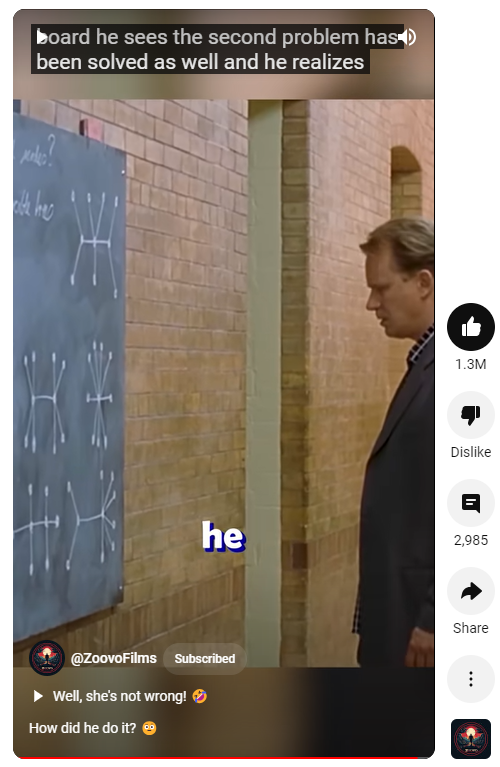 board he sees the second problem has
been solved as well and he realizes
he
@ZoovoFilms Subscribed
Well, she's not wrong! 🤣
How did he do it? 😳
1.3M
Dislike
2,985
Share